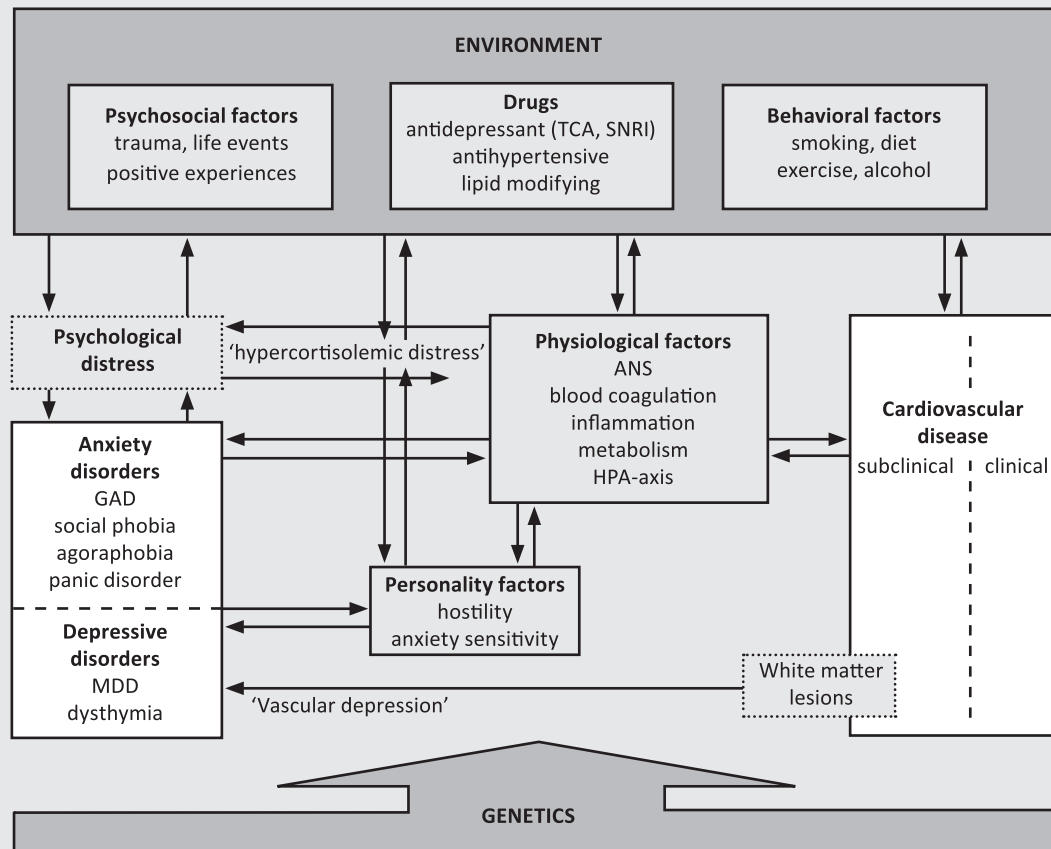 ENVIRONMENT
Psychosocial factors
trauma, life events
positive experiences
Drugs
antidepressant (TCA, SNRI)
antihypertensive
lipid modifying
Behavioral factors
smoking, diet
exercise, alcohol
Psychological
distress
‘hypercortisolemic distress’
Physiological factors
ANS
blood coagulation
inflammation
metabolism
HPA-axis
Cardiovascular
disease
subclinical
clinical
Anxiety
disorders
GAD
social phobia
agoraphobia
panic disorder
Depressive
disorders
MDD
dysthymia
Personality factors
hostility
anxiety sensitivity
White matter
lesions
‘Vascular depression’
GENETICS